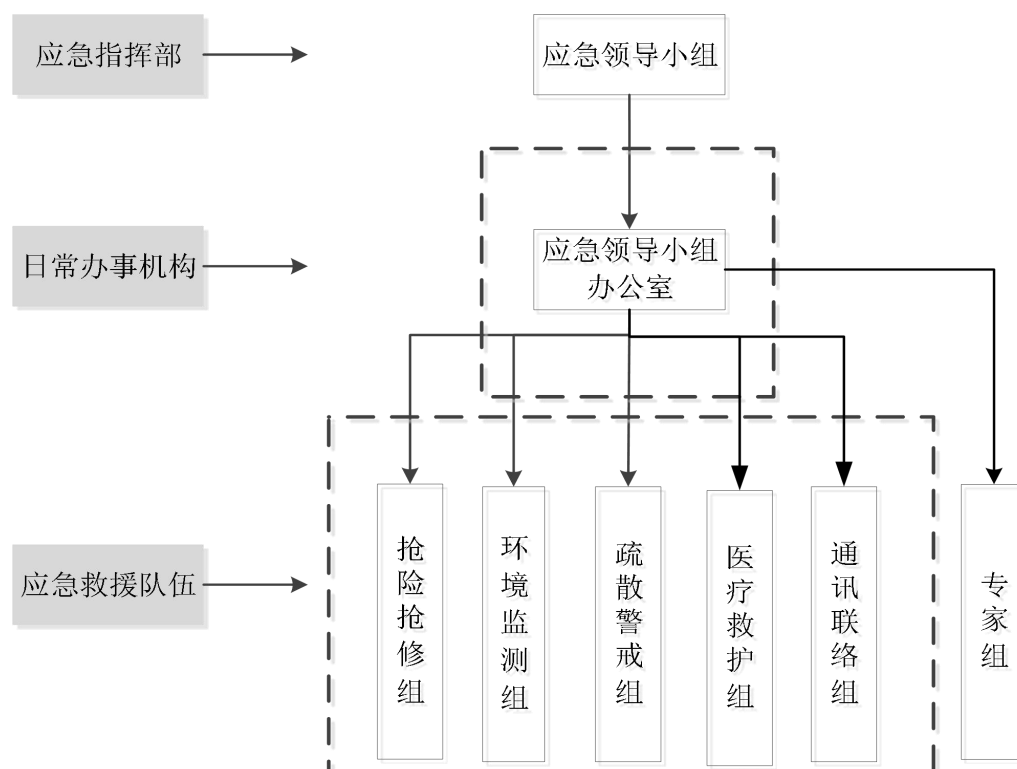 应急指挥部
应急领导小组
日常办事机构
应急领导小组
办公室
应急救援队伍
抢险抢修组
环境监测组
疏散警戒组
医疗救护组
通讯联络组
专家组